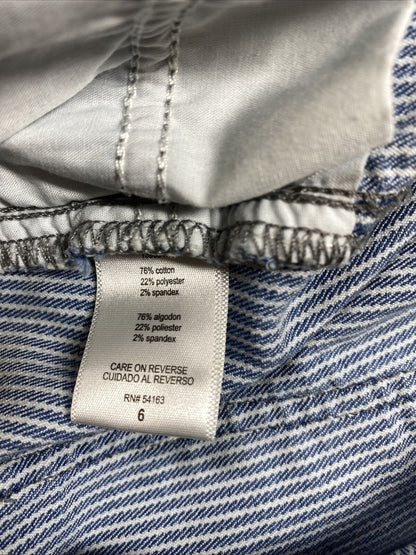 76% cotton
22% polyester
2% spandex
76% algodon
22% poliester
2% spandex
CARE ON REVERSE
CUIDADO AL REVERSO
RN# 54163
6